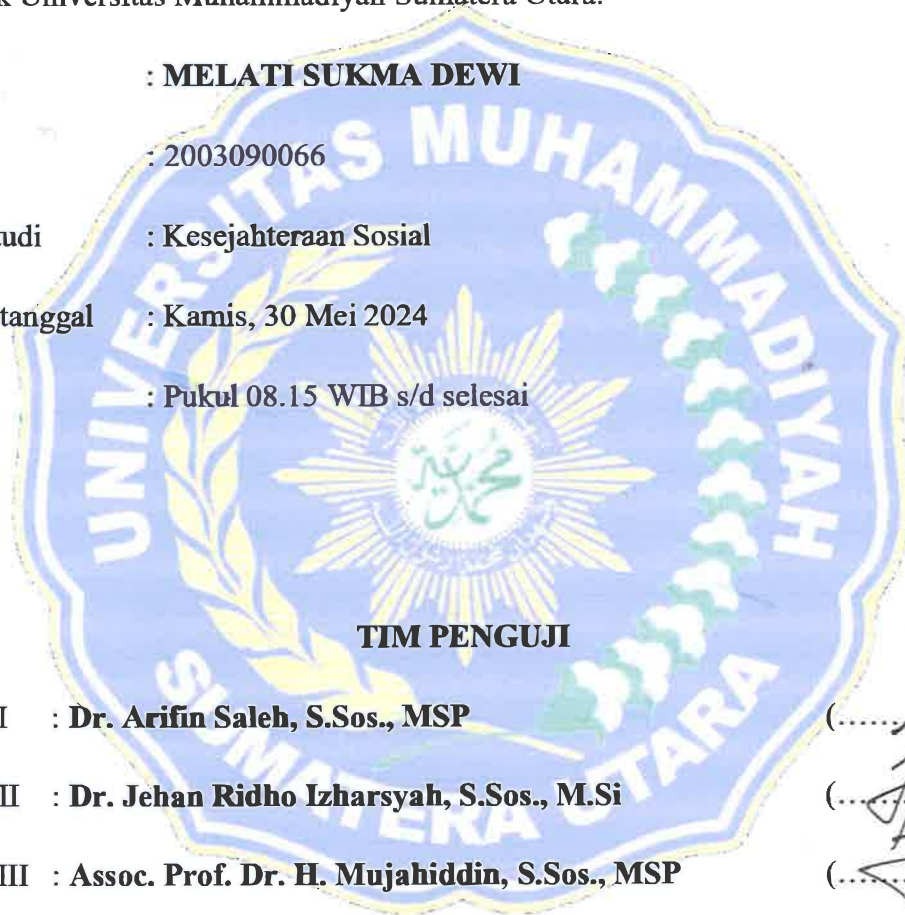 k Universitas Muhammadiyah Sumatera Utara.
: MELATI SUKMA DEWI
: 2003090066
tudi : Kesejahteraan Sosial
tanggal : Kamis, 30 Mei 2024
: Pukul 08.15 WIB s/d selesai
UNIVERSITAS MUHAMMADIYAH
محمد
TIM PENGUJI
I : Dr. Arifin Saleh, S.Sos., MSP (......
II : Dr. Jehan Ridho Izharsyah, S.Sos., M.Si (....
III : Assoc. Prof. Dr. H. Mujahiddin, S.Sos., MSP (....
SUMATERA UTARA